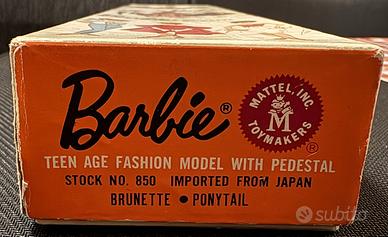 Barbie®
MATTEL, INC.
M
TOYMAKERS
®
TEEN AGE FASHION MODEL WITH PEDESTAL
STOCK NO. 850 IMPORTED FROM JAPAN
BRUNETTE • PONYTAIL
subito